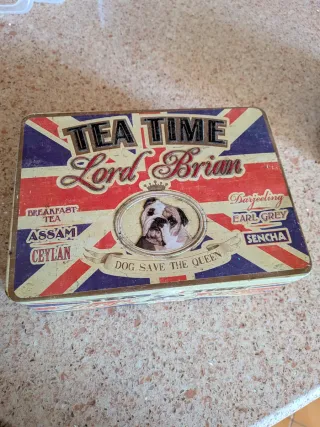 TEA TIME
Lord Brian
BREAKFAST
TEA
ASSAM
CEYLAN
Darjeeling
EARL GREY
SENCHA
DOG SAVE THE QUEEN